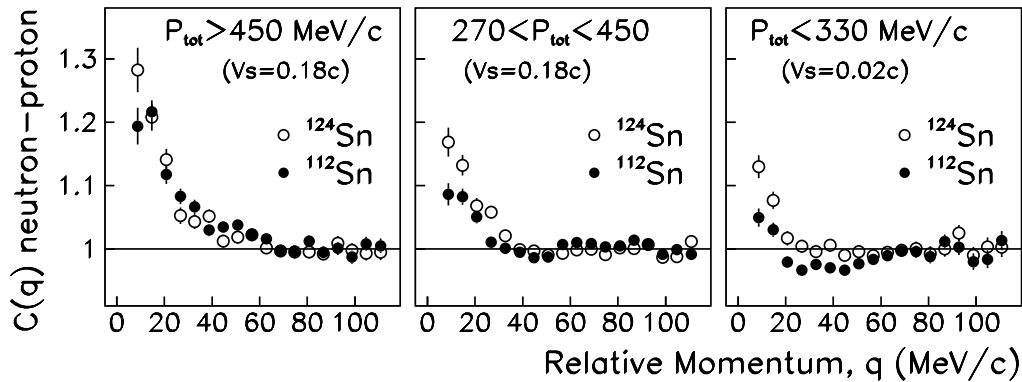 C(q) neutron-proton
P_tot>450 MeV/c
(Vs=0.18c)
○ ¹²⁴Sn
● ¹¹²Sn
270<P_tot<450
(Vs=0.18c)
○ ¹²⁴Sn
● ¹¹²Sn
P_tot<330 MeV/c
(Vs=0.02c)
○ ¹²⁴Sn
● ¹¹²Sn
1.3
1.2
1.1
1
0 20 40 60 80 100
0 20 40 60 80 100
0 20 40 60 80 100
Relative Momentum, q (MeV/c)